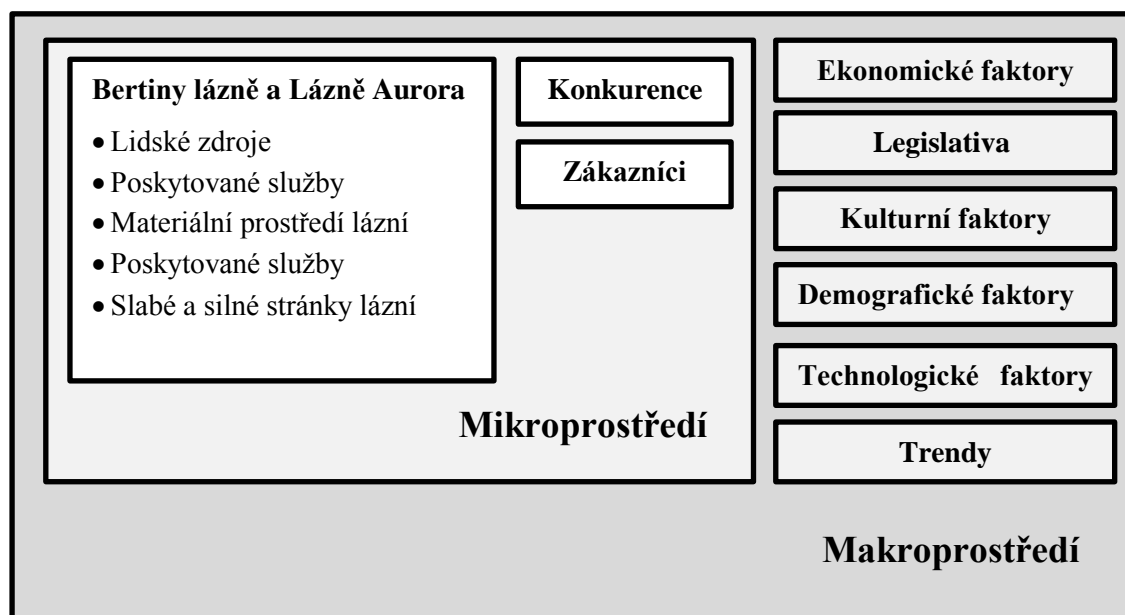 Bertiny lázně a Lázně Aurora
• Lidské zdroje
• Poskytované služby
• Materiální prostředí lázní
• Poskytované služby
• Slabé a silné stránky lázní
Konkurence
Zákazníci
Mikroprostředí
Ekonomické faktory
Legislativa
Kulturní faktory
Demografické faktory
Technologické faktory
Trendy
Makroprostředí